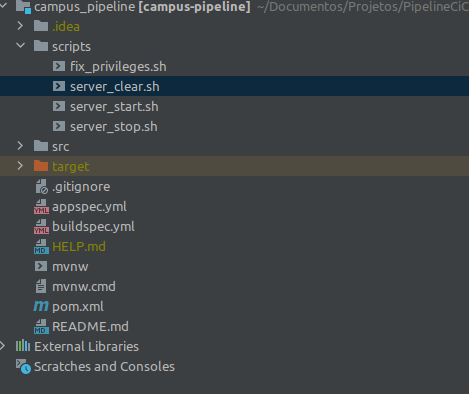 campus_pipeline [campus-pipeline] ~/Documentos/Projetos/PipelineCiC
.idea
scripts
fix_privileges.sh
server_clear.sh
server_start.sh
server_stop.sh
src
target
.gitignore
appspec.yml
buildspec.yml
HELP.md
mvnw
mvnw.cmd
pom.xml
README.md
External Libraries
Scratches and Consoles